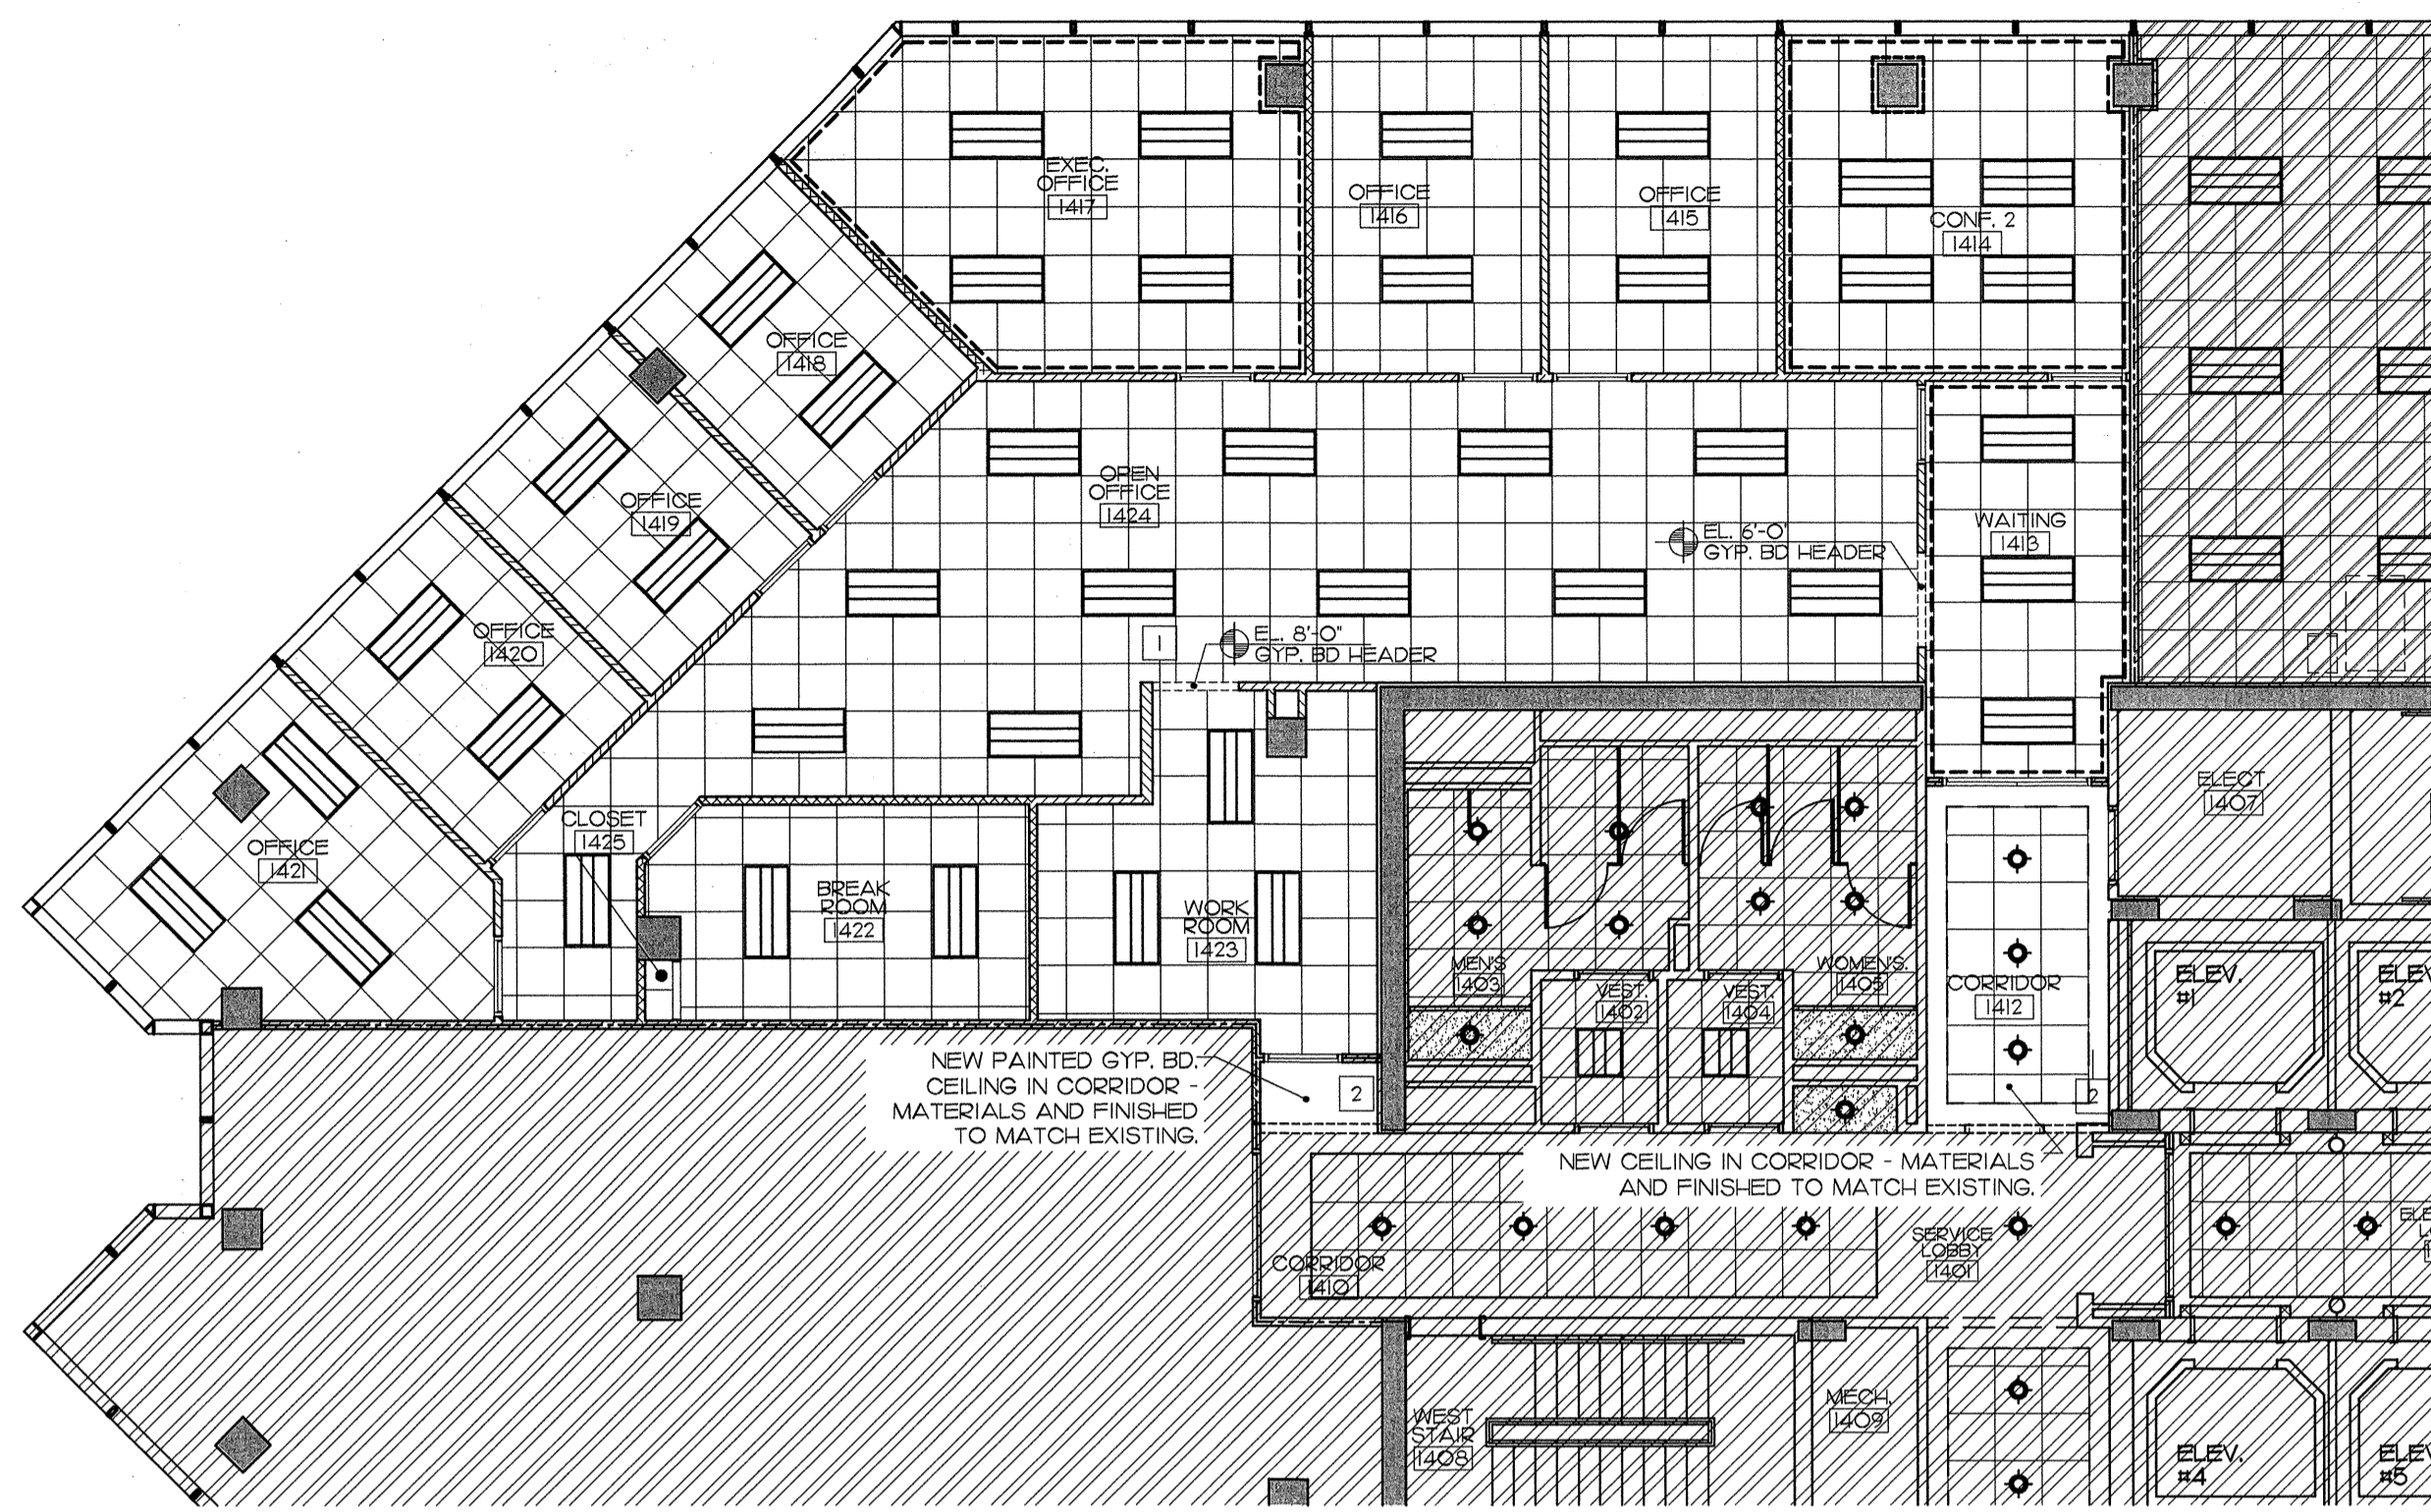 EXEC.
OFFICE
1417
OFFICE
1416
OFFICE
1415
CONF. 2
1414
OFFICE
1418
OFFICE
1419
OPEN
OFFICE
1424
EL. 6'-0'
GYP. BD HEADER
WAITING
1413
OFFICE
1420
1
EL. 8'-0"
GYP. BD HEADER
OFFICE
1421
CLOSET
1425
BREAK
ROOM
1422
WORK
ROOM
1423
MEN'S
1403
VEST.
1402
VEST.
1404
WOMEN'S.
1405
CORRIDOR
1412
ELECT
1407
ELEV.
#1
ELEV
#2
NEW PAINTED GYP. BD.
CEILING IN CORRIDOR -
MATERIALS AND FINISHED
TO MATCH EXISTING.
2
2
NEW CEILING IN CORRIDOR - MATERIALS
AND FINISHED TO MATCH EXISTING.
CORRIDOR
1410
SERVICE
LOBBY
1401
ELE
WEST
STAIR
1408
MECH.
1409
ELEV.
#4
ELEV
#5